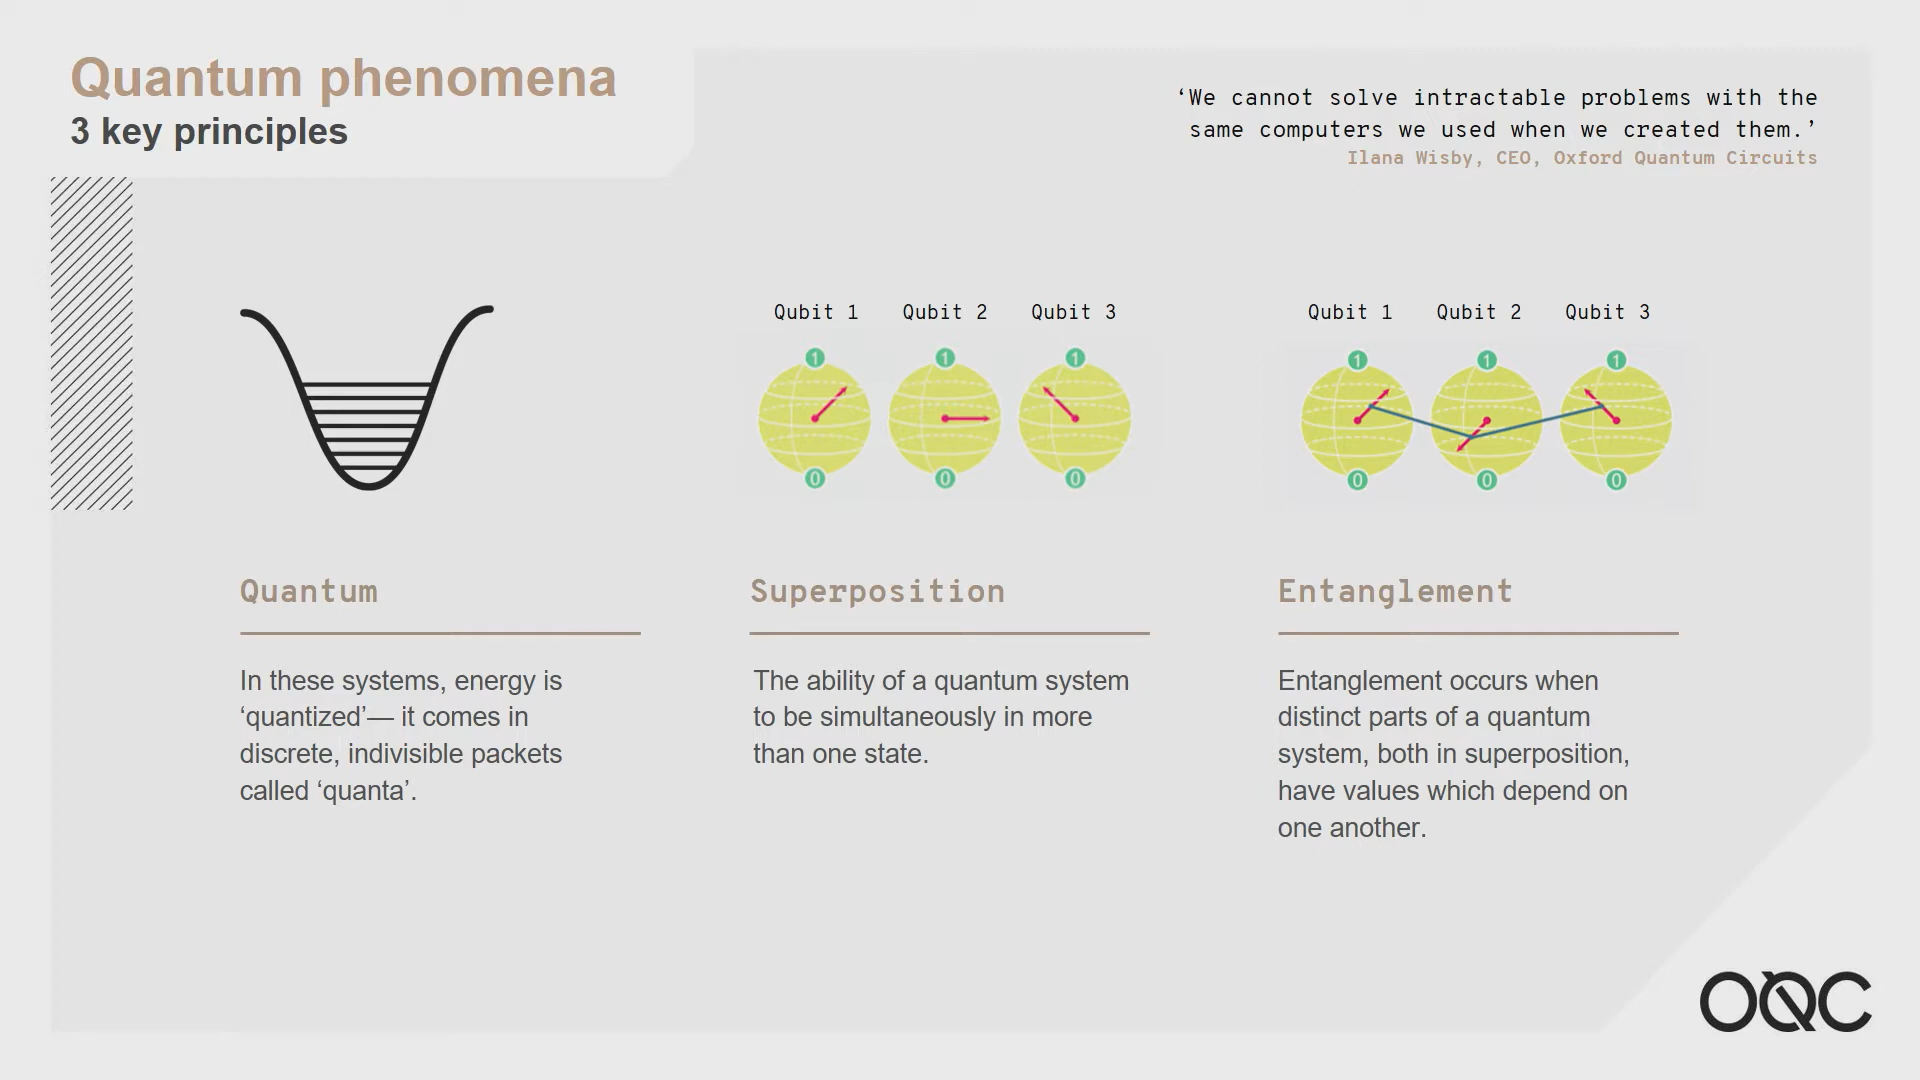 Quantum phenomena
3 key principles
‘We cannot solve intractable problems with the
same computers we used when we created them.’
Ilana Wisby, CEO, Oxford Quantum Circuits
Qubit 1 Qubit 2 Qubit 3
1 1 1
0 0 0
Qubit 1 Qubit 2 Qubit 3
1 1 1
0 0 0
Quantum
In these systems, energy is
‘quantized’— it comes in
discrete, indivisible packets
called ‘quanta’.
Superposition
The ability of a quantum system
to be simultaneously in more
than one state.
Entanglement
Entanglement occurs when
distinct parts of a quantum
system, both in superposition,
have values which depend on
one another.
OQC